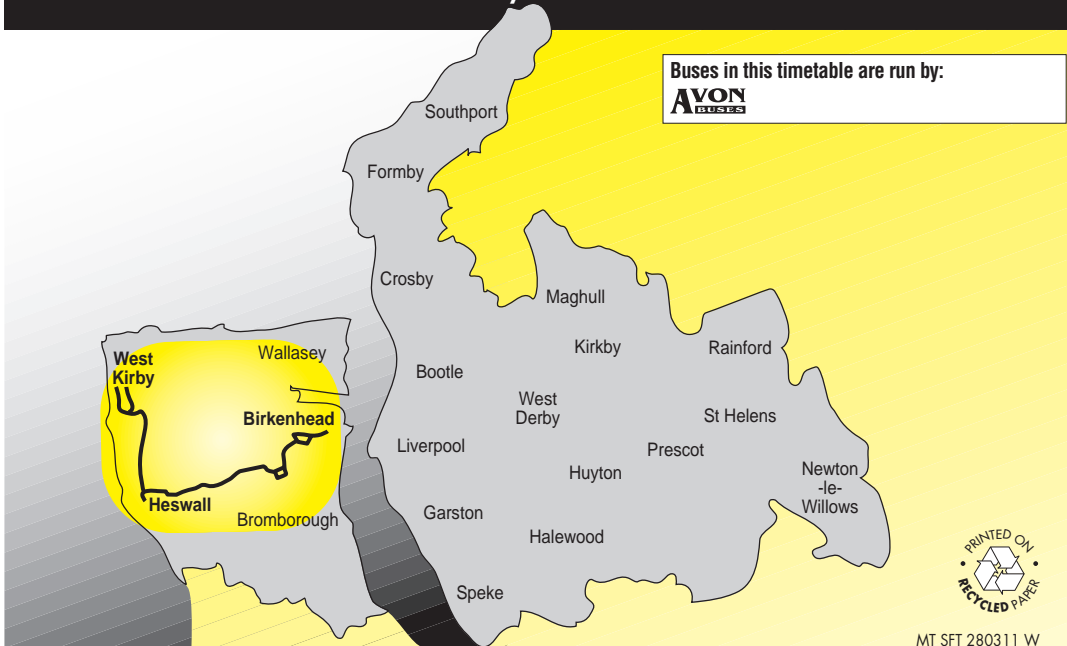 Buses in this timetable are run by:
AVON
BUSES
Southport
Formby
Crosby
Maghull
Kirkby
Rainford
Wallasey
West
Kirby
Bootle
West
Derby
St Helens
Birkenhead
Liverpool
Prescot
Huyton
Newton
-le-
Willows
Heswall
Bromborough
Garston
Halewood
Speke
PRINTED ON
RECYCLED PAPER
MT SFT 280311 W